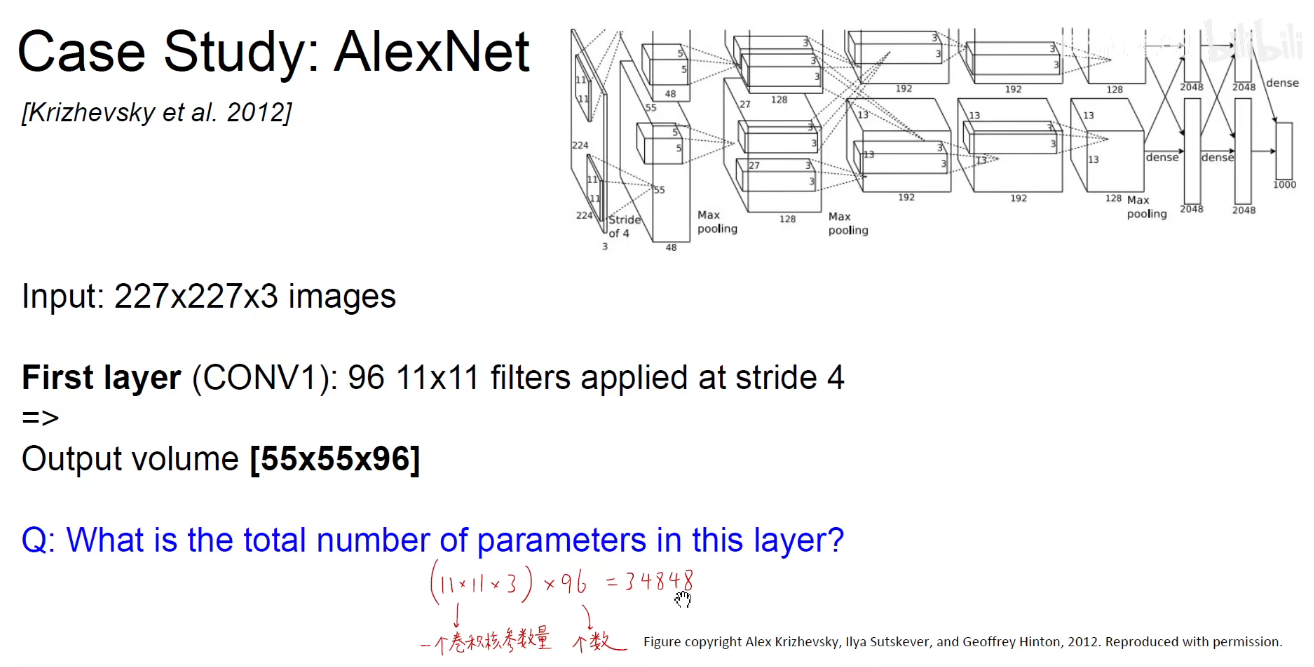 Case Study: AlexNet
[Krizhevsky et al. 2012]
bilibili
3 3 3 3
5 5 3 3 3 3
11 11 48 128 192 192 128 2048 2048 dense
55 27 13 13 13
224 5 5 3 3 3 3 3 3
11 11 55 27 3 3 13 13 13 dense dense
224 Stride of 4 Max pooling 128 Max pooling 192 192 128 Max pooling 2048 2048 1000
3 48
Input: 227x227x3 images
First layer (CONV1): 96 11x11 filters applied at stride 4
=>
Output volume [55x55x96]
Q: What is the total number of parameters in this layer?
(11×11×3) ×96 =34848
一个卷积核参数量 个数
Figure copyright Alex Krizhevsky, Ilya Sutskever, and Geoffrey Hinton, 2012. Reproduced with permission.